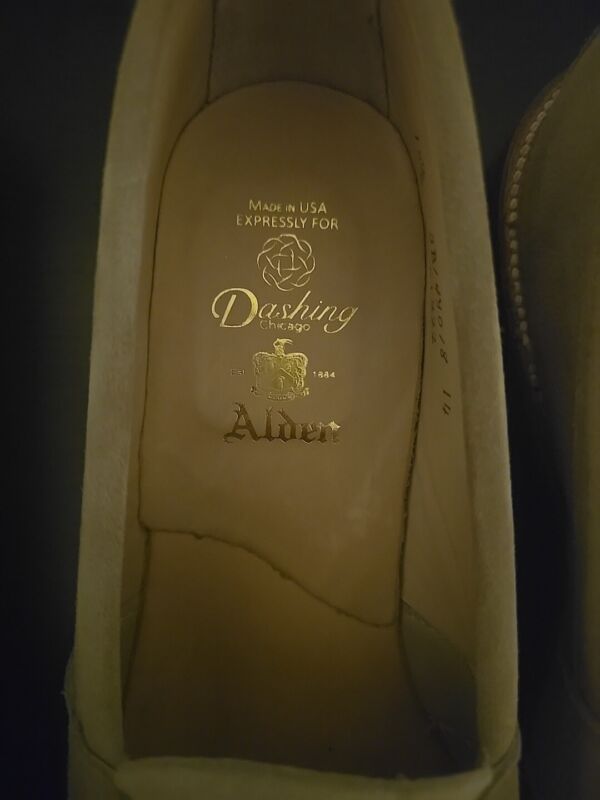 MADE IN USA
EXPRESSLY FOR
Dashing
Chicago
EST 1884
Alden